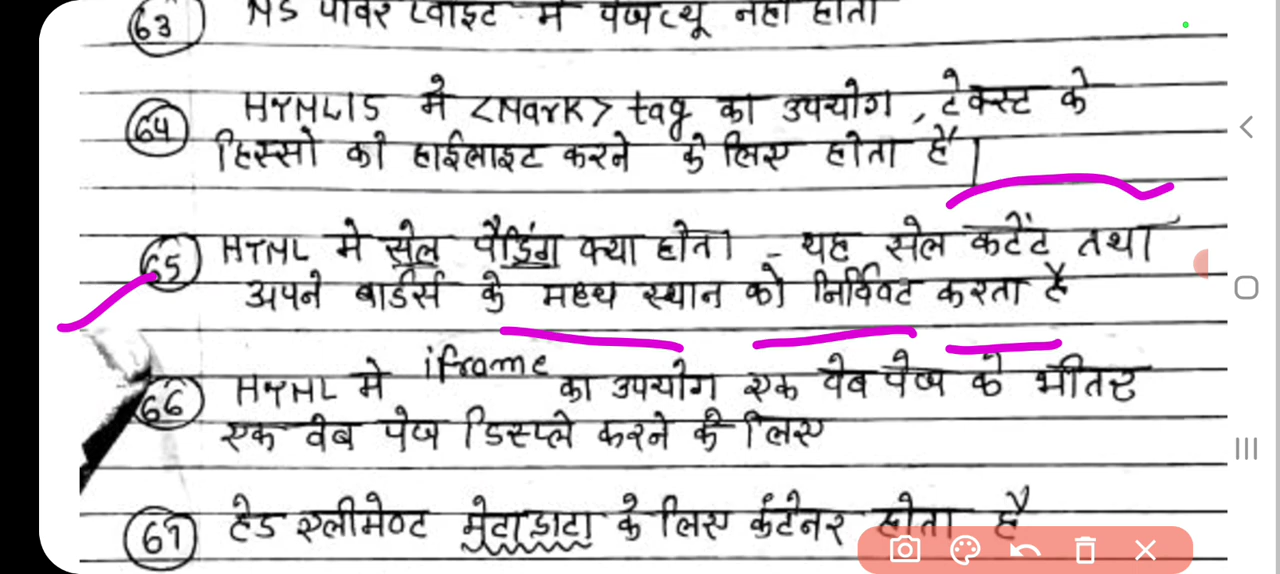 63 MS पावर प्वाइंट में पेज व्यू नहीं होता
64 HTML5 में <Mark> tag का उपयोग, टेक्स्ट के
हिस्सो को हाईलाइट करने के लिए होता है।
65 HTML मे सेल पैडिंग क्या होता - यह सेल कंटेंट तथा
अपने बार्डर्स के मध्य स्थान को निर्विवट करता है
66 HTML मे iframe का उपयोग एक वेब पेज के भीतर
एक वेब पेज डिस्प्ले करने के लिए
67 हेड एलीमेण्ट मेटाडाटा के लिए कंटेनर होता है